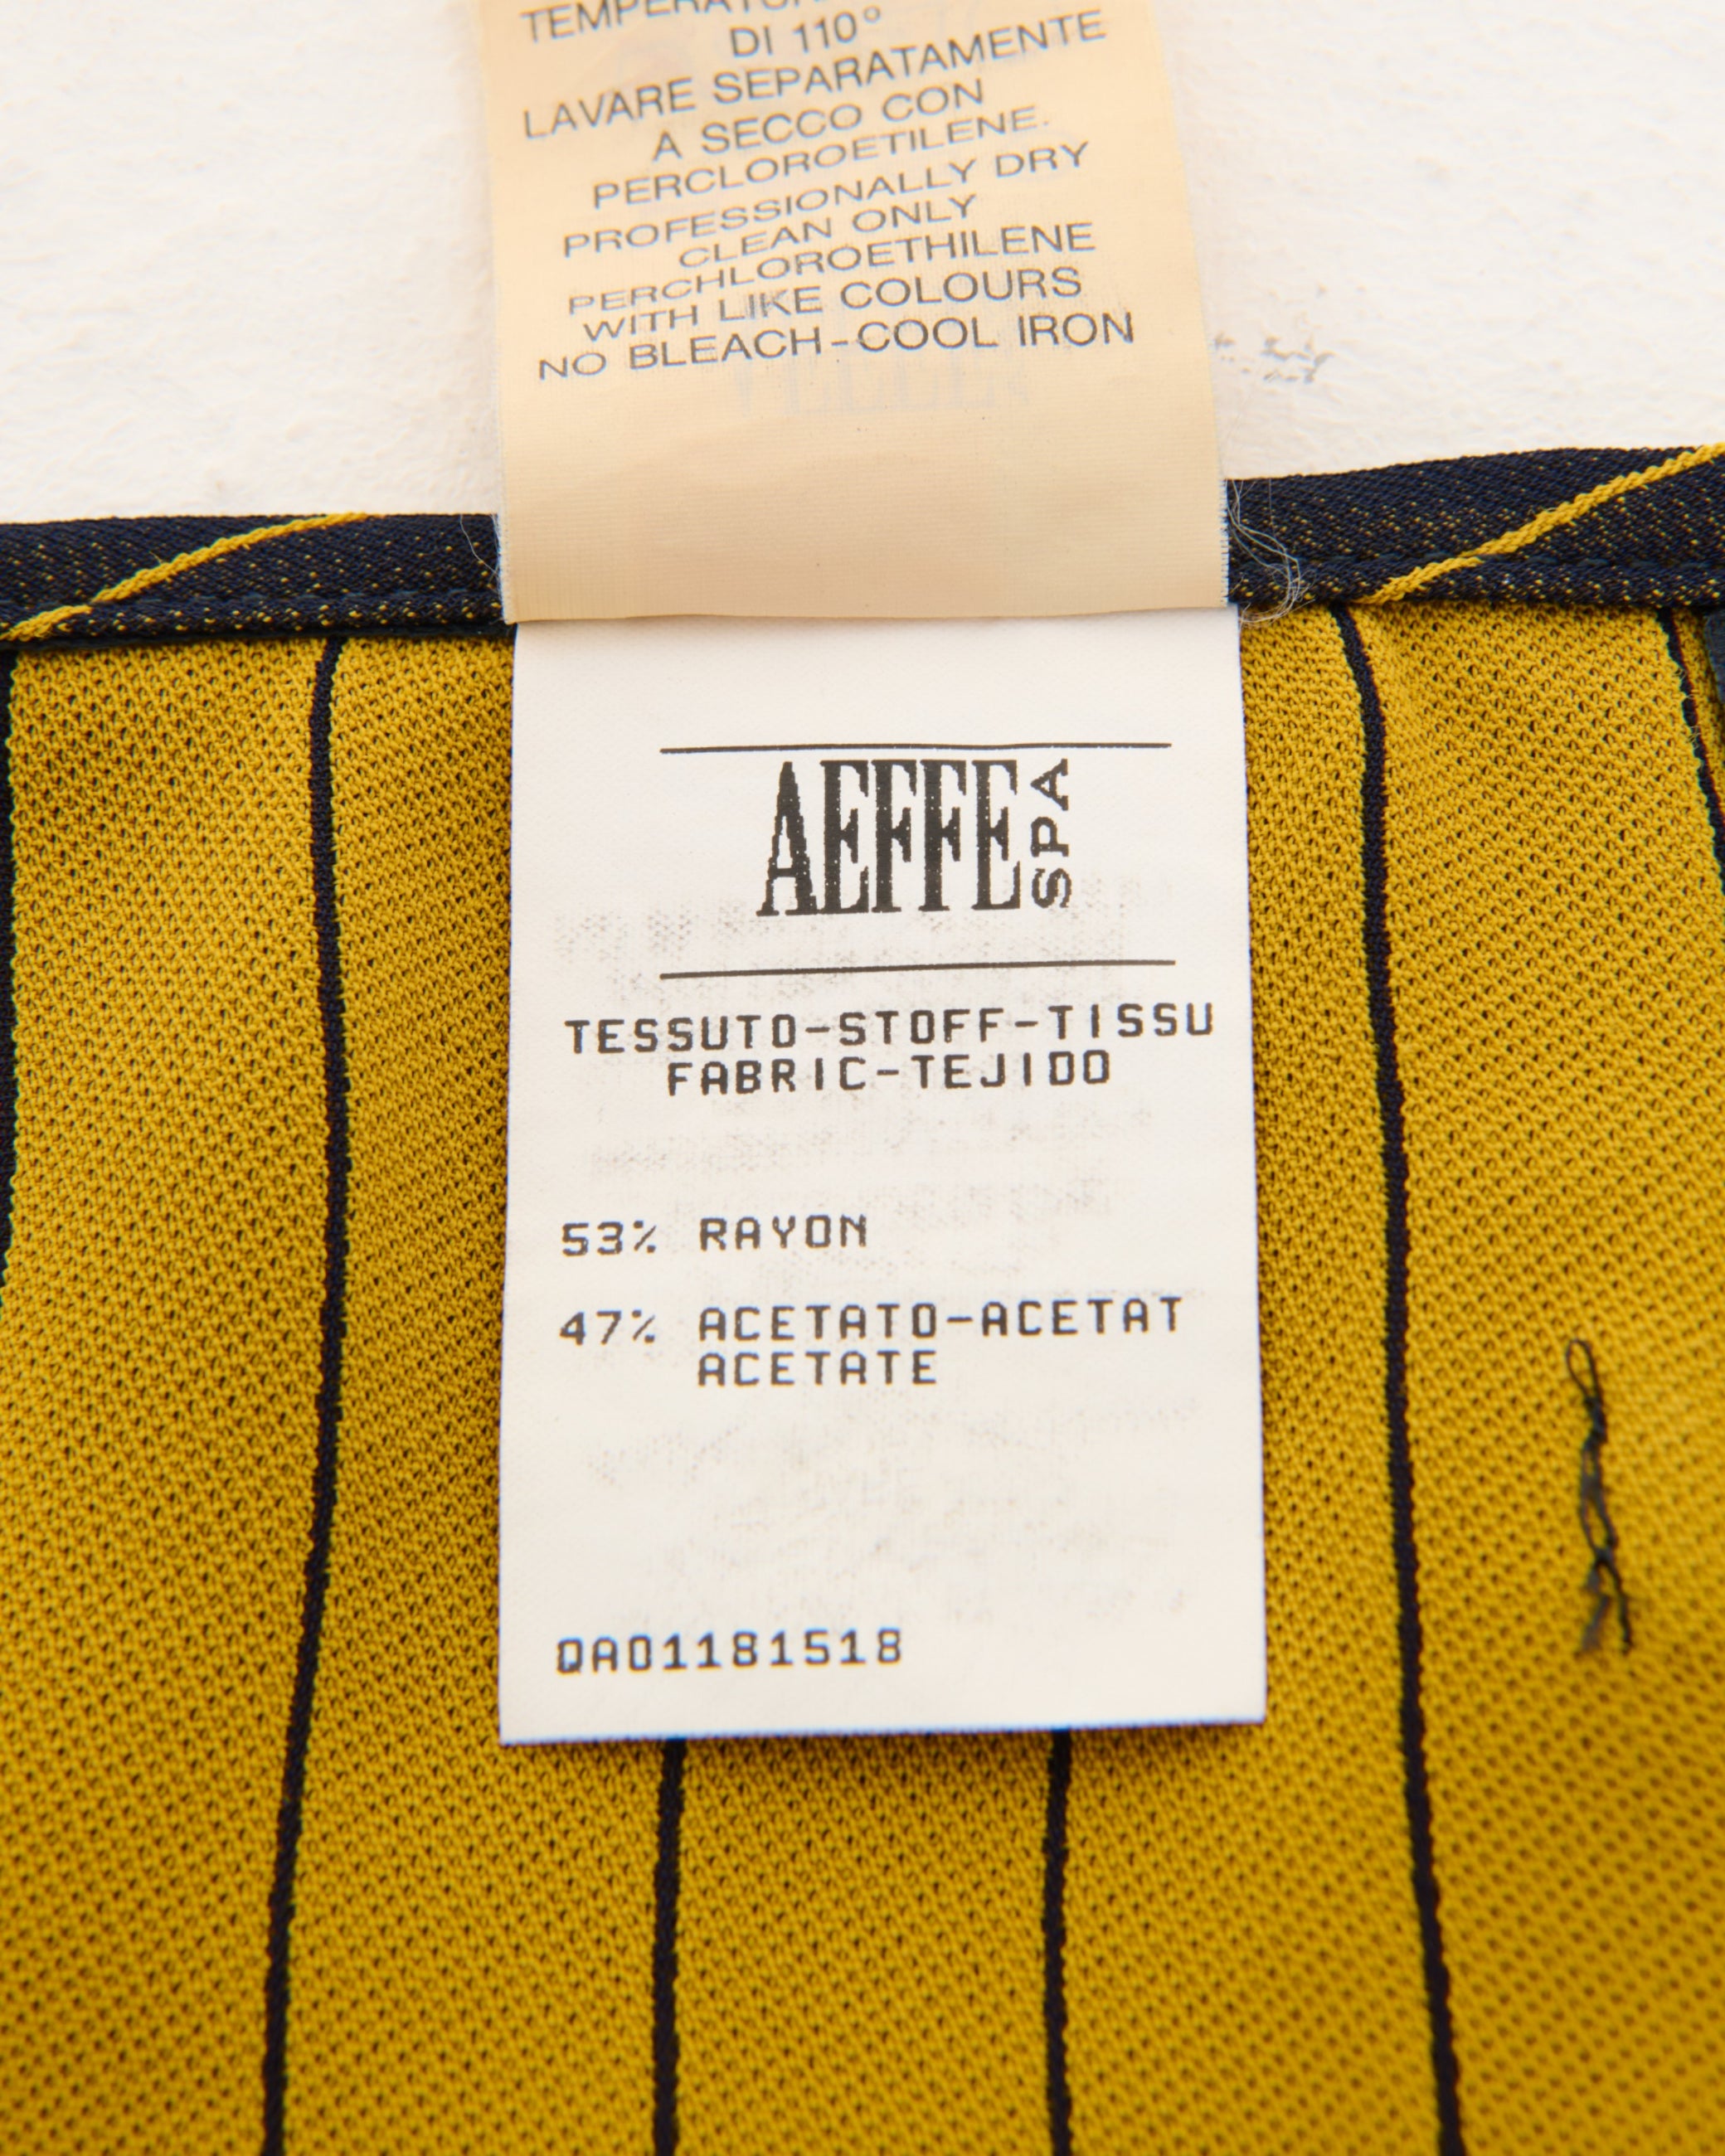 DI 110°
LAVARE SEPARATAMENTE
A SECCO CON
PERCLOROETILENE.
PROFESSIONALLY DRY
CLEAN ONLY
PERCHLOROETHILENE
WITH LIKE COLOURS
NO BLEACH-COOL IRON
AEFFE SPA
TESSUTO-STOFF-TISSU
FABRIC-TEJIDO
53% RAYON
47% ACETATO-ACETAT
ACETATE
QA01181518